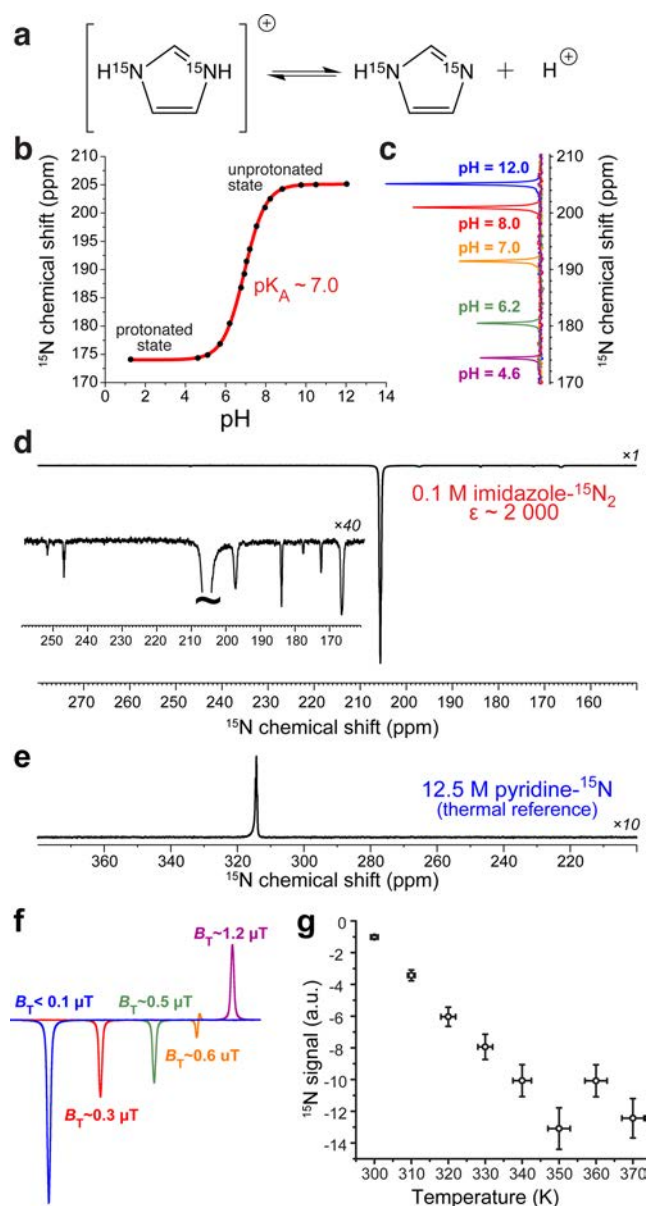 a
H¹⁵N ¹⁵NH ⊕ H¹⁵N ¹⁵N + H⊕
b
¹⁵N chemical shift (ppm)
210
205
200
195
190
185
180
175
170
unprotonated
state
pK_A ~ 7.0
protonated
state
0 2 4 6 8 10 12 14
pH
c
pH = 12.0
pH = 8.0
pH = 7.0
pH = 6.2
pH = 4.6
210
200
190
180
170
¹⁵N chemical shift (ppm)
d
×1
0.1 M imidazole-¹⁵N₂
ε ~ 2 000
×40
250 240 230 220 210 200 190 180 170
270 260 250 240 230 220 210 200 190 180 170 160
¹⁵N chemical shift (ppm)
e
12.5 M pyridine-¹⁵N
(thermal reference)
×10
360 340 320 300 280 260 240 220
¹⁵N chemical shift (ppm)
f
B_T~1.2 µT
B_T< 0.1 µT
B_T~0.5 µT
B_T~0.6 uT
B_T~0.3 µT
g
¹⁵N signal (a.u.)
0
-2
-4
-6
-8
-10
-12
-14
300 310 320 330 340 350 360 370
Temperature (K)